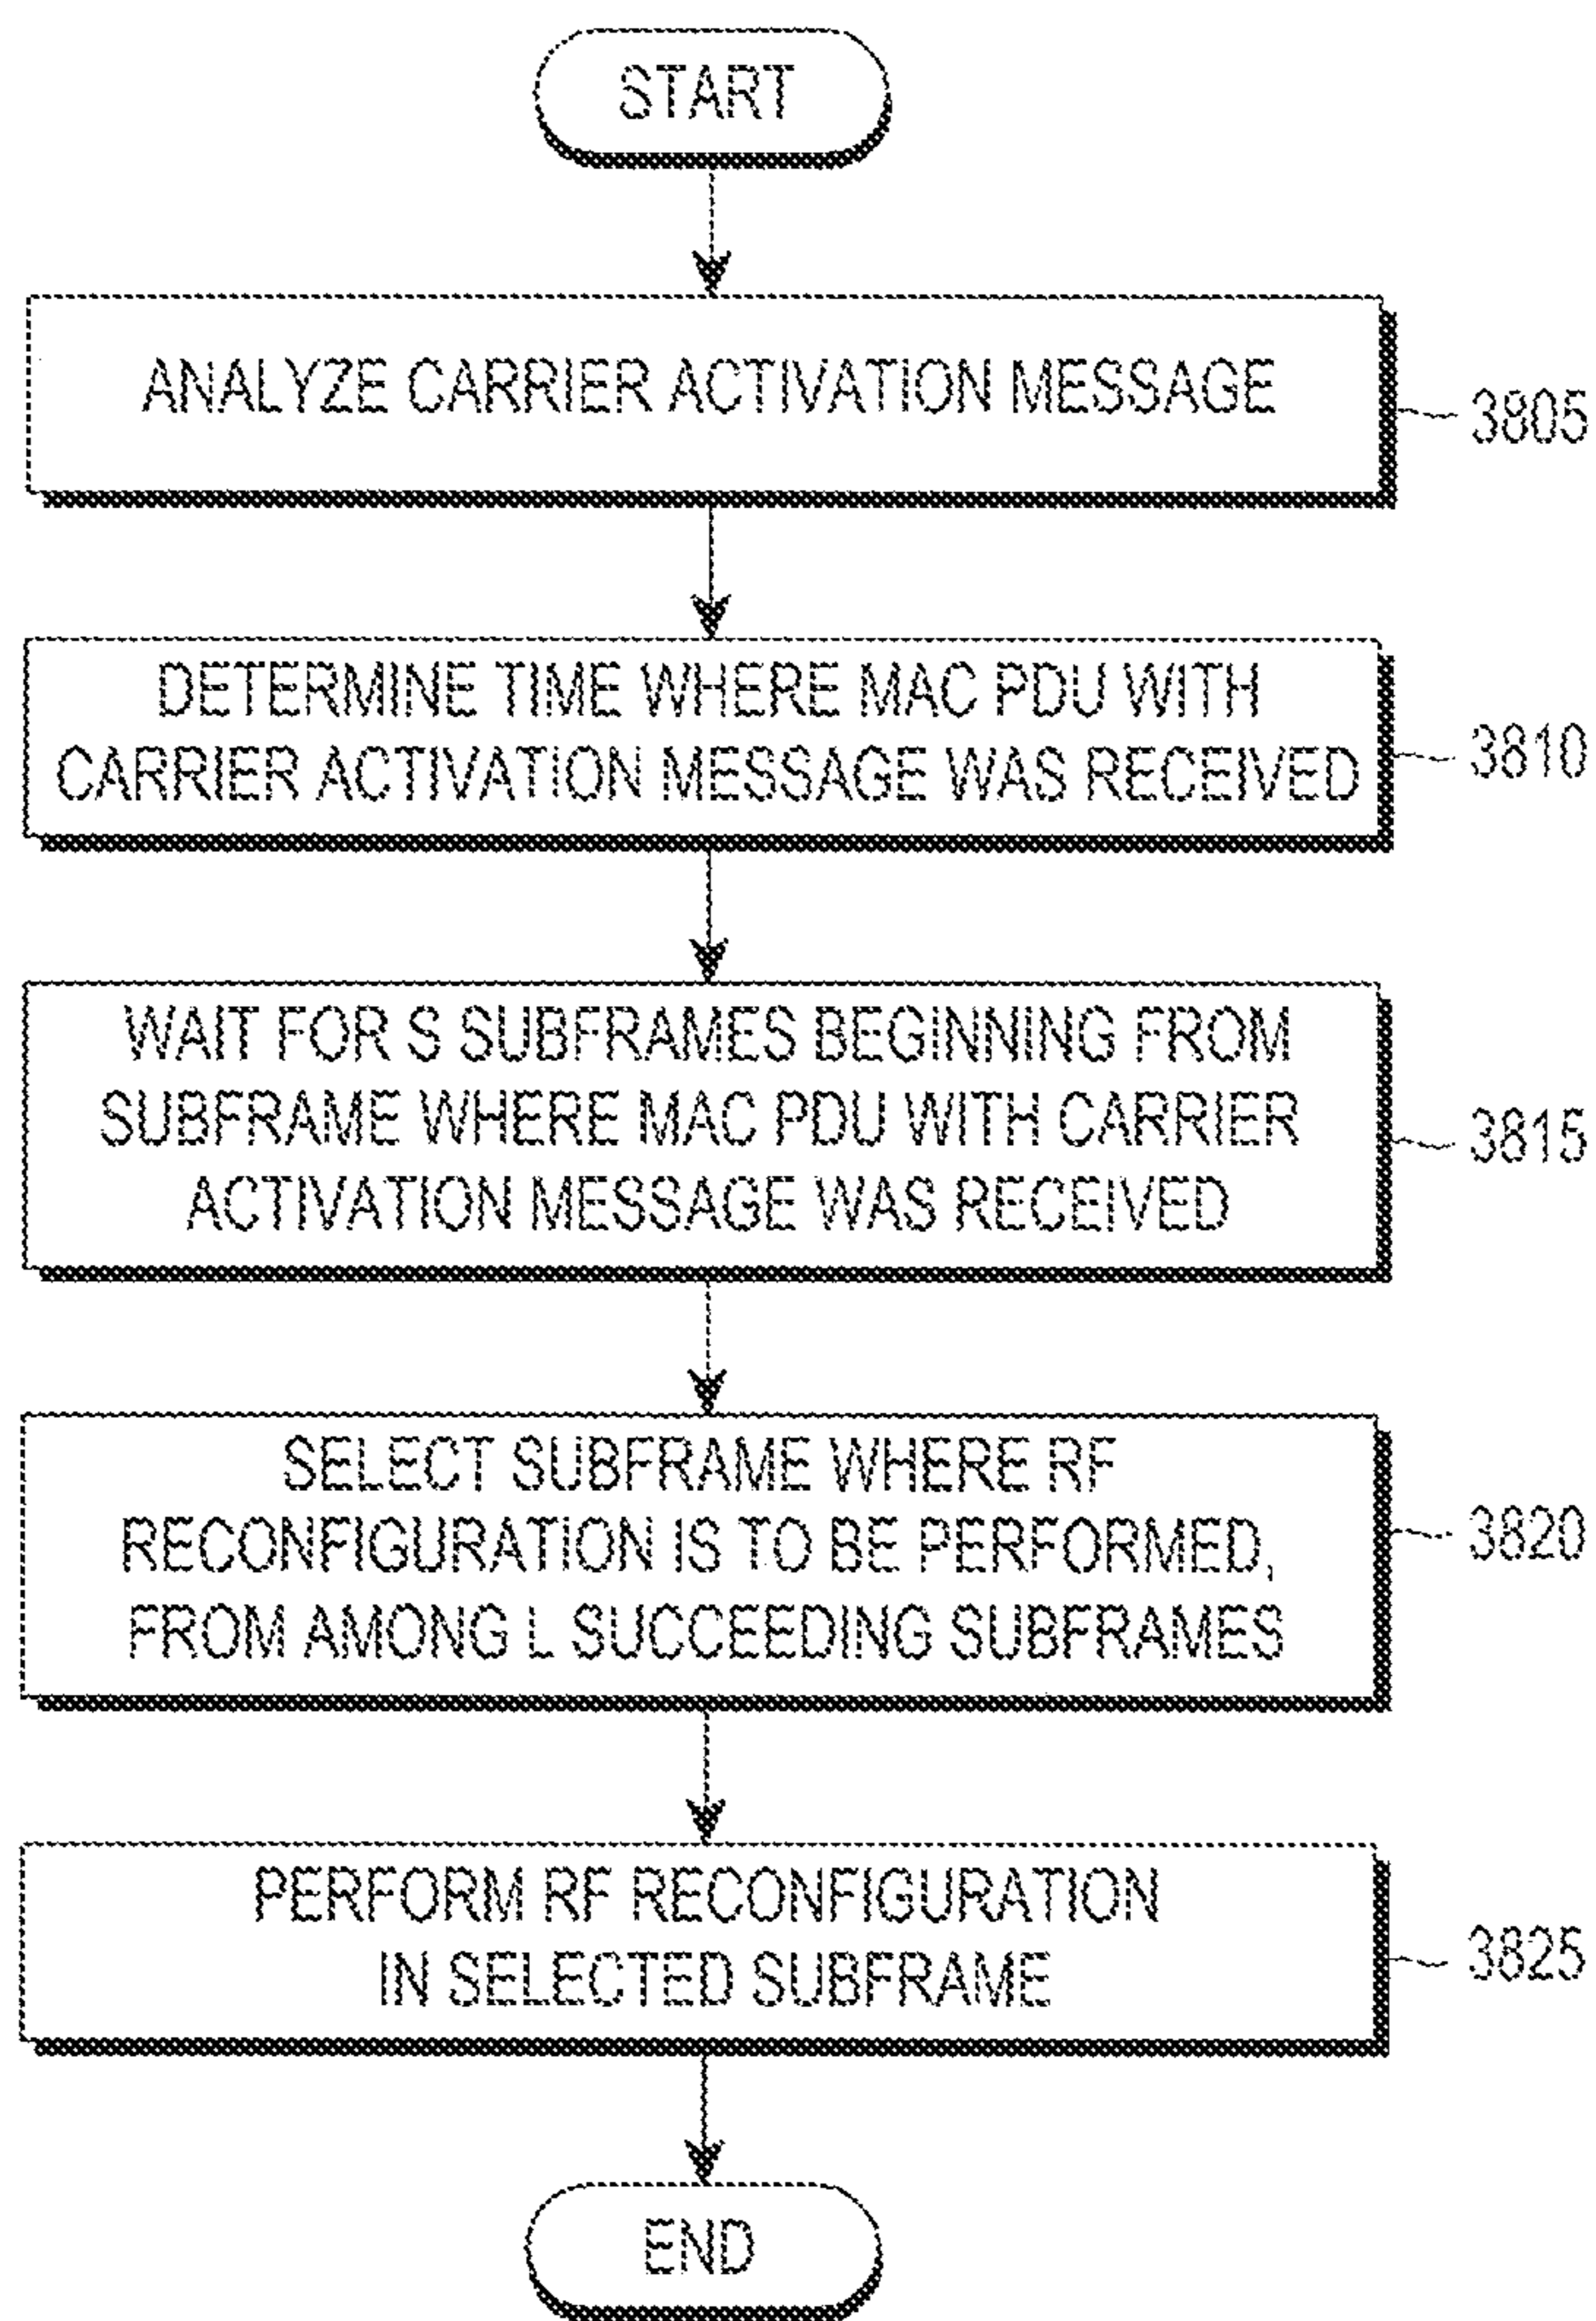 START
ANALYZE CARRIER ACTIVATION MESSAGE
3805
DETERMINE TIME WHERE MAC PDU WITH
CARRIER ACTIVATION MESSAGE WAS RECEIVED
3810
WAIT FOR S SUBFRAMES BEGINNING FROM
SUBFRAME WHERE MAC PDU WITH CARRIER
ACTIVATION MESSAGE WAS RECEIVED
3815
SELECT SUBFRAME WHERE RF
RECONFIGURATION IS TO BE PERFORMED,
FROM AMONG L SUCCEEDING SUBFRAMES
3820
PERFORM RF RECONFIGURATION
IN SELECTED SUBFRAME
3825
END